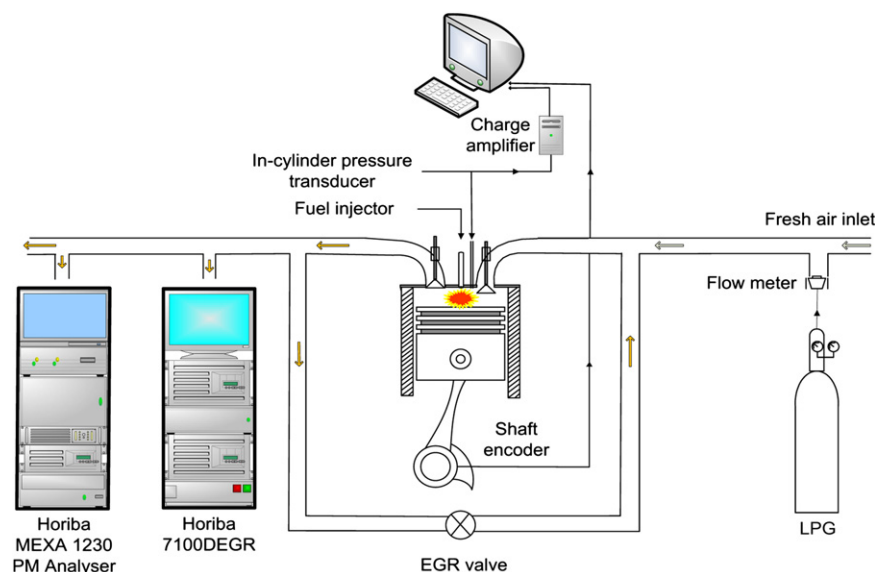 Charge
amplifier
In-cylinder pressure
transducer
Fuel injector
Fresh air inlet
Flow meter
Shaft
encoder
Horiba
MEXA 1230
PM Analyser
Horiba
7100DEGR
EGR valve
LPG